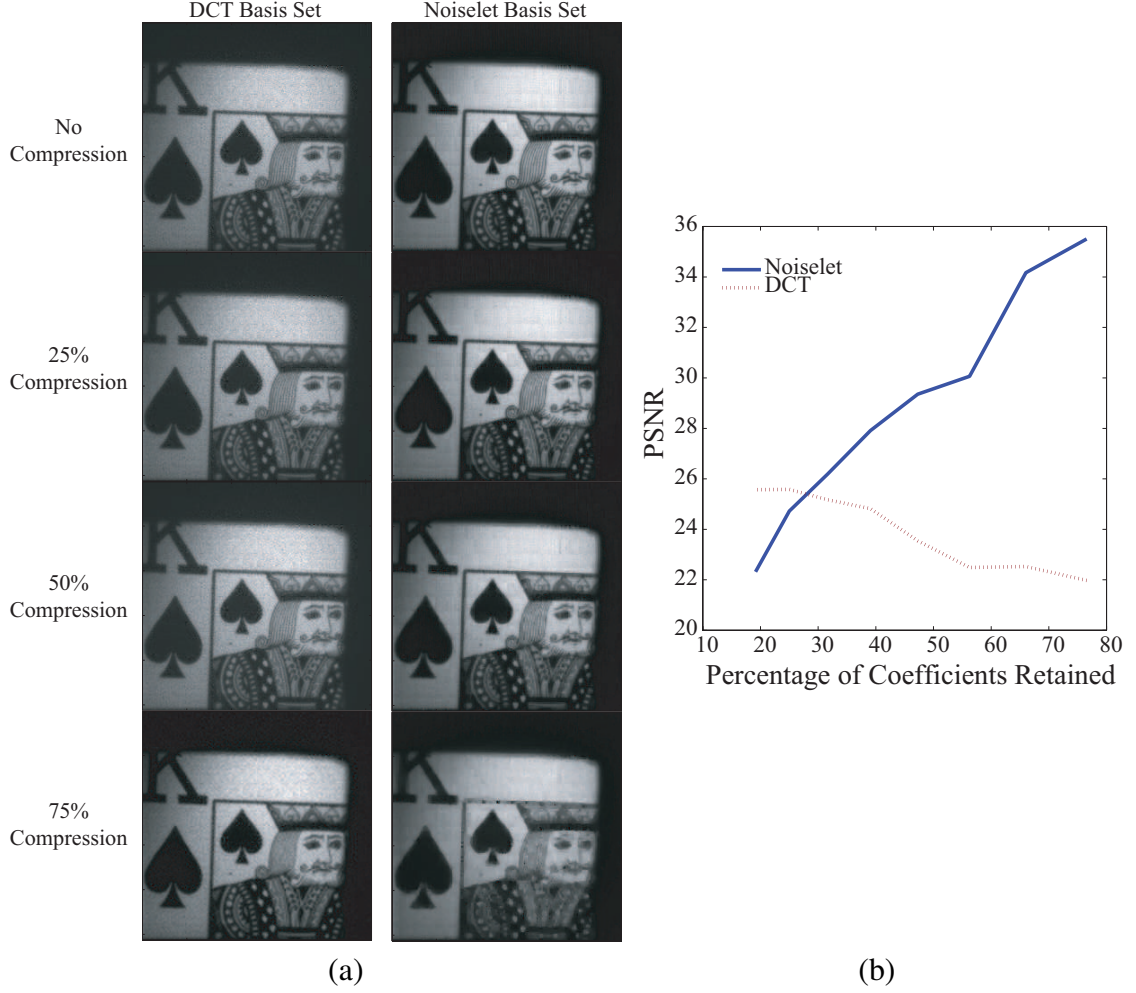 DCT Basis Set
Noiselet Basis Set
No
Compression
25%
Compression
50%
Compression
75%
Compression
K
K
K
K
K
K
K
K
(a)
36
34
32
30
28
26
24
22
20
PSNR
Noiselet
DCT
10 20 30 40 50 60 70 80
Percentage of Coefficients Retained
(b)